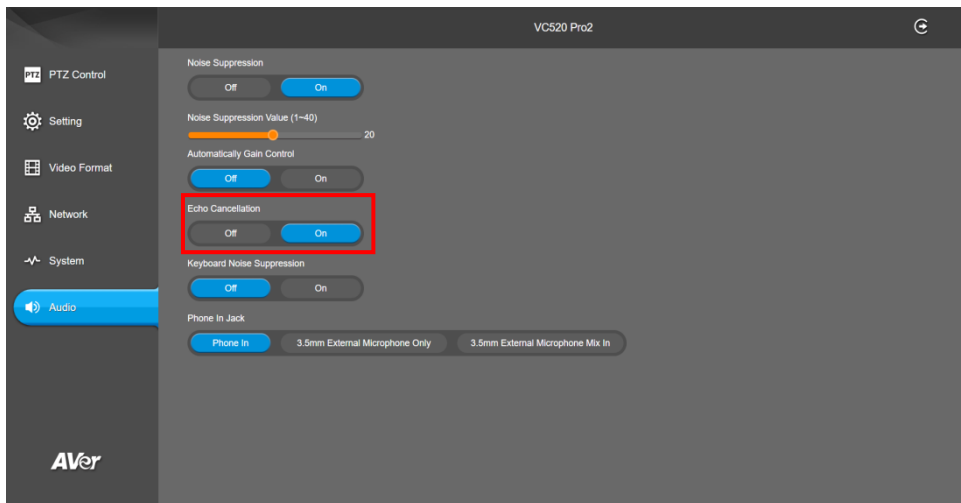 VC520 Pro2
PTZ PTZ Control
Setting
Video Format
Network
System
Audio
AVer
Noise Suppression
Off On
Noise Suppression Value (1~40)
20
Automatically Gain Control
Off On
Echo Cancellation
Off On
Keyboard Noise Suppression
Off On
Phone In Jack
Phone In 3.5mm External Microphone Only 3.5mm External Microphone Mix In